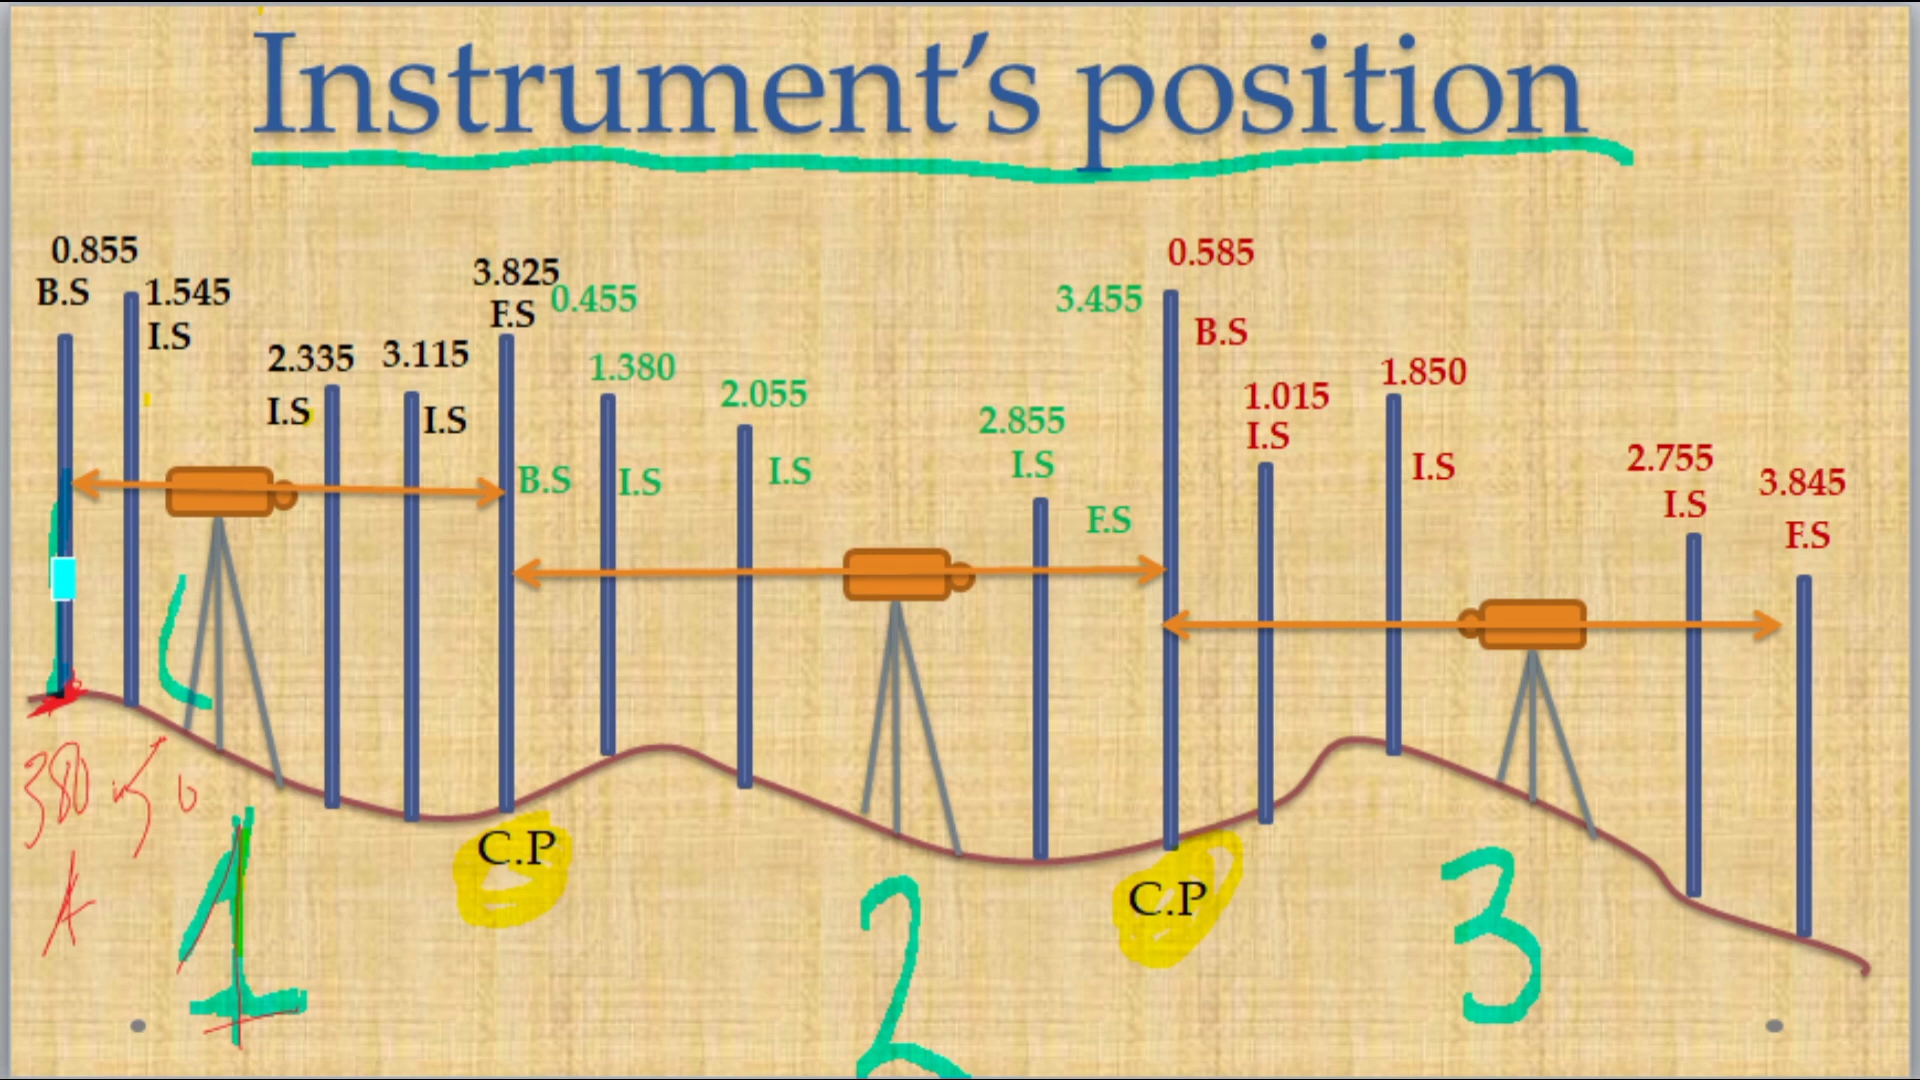 Instrument's position
0.855
B.S
1.545
I.S
2.335
I.S
3.115
I.S
3.825
F.S
0.455
B.S
1.380
I.S
2.055
I.S
2.855
I.S
3.455
F.S
0.585
B.S
1.015
I.S
1.850
I.S
2.755
I.S
3.845
F.S
C.P
C.P
380
A
1
2
3